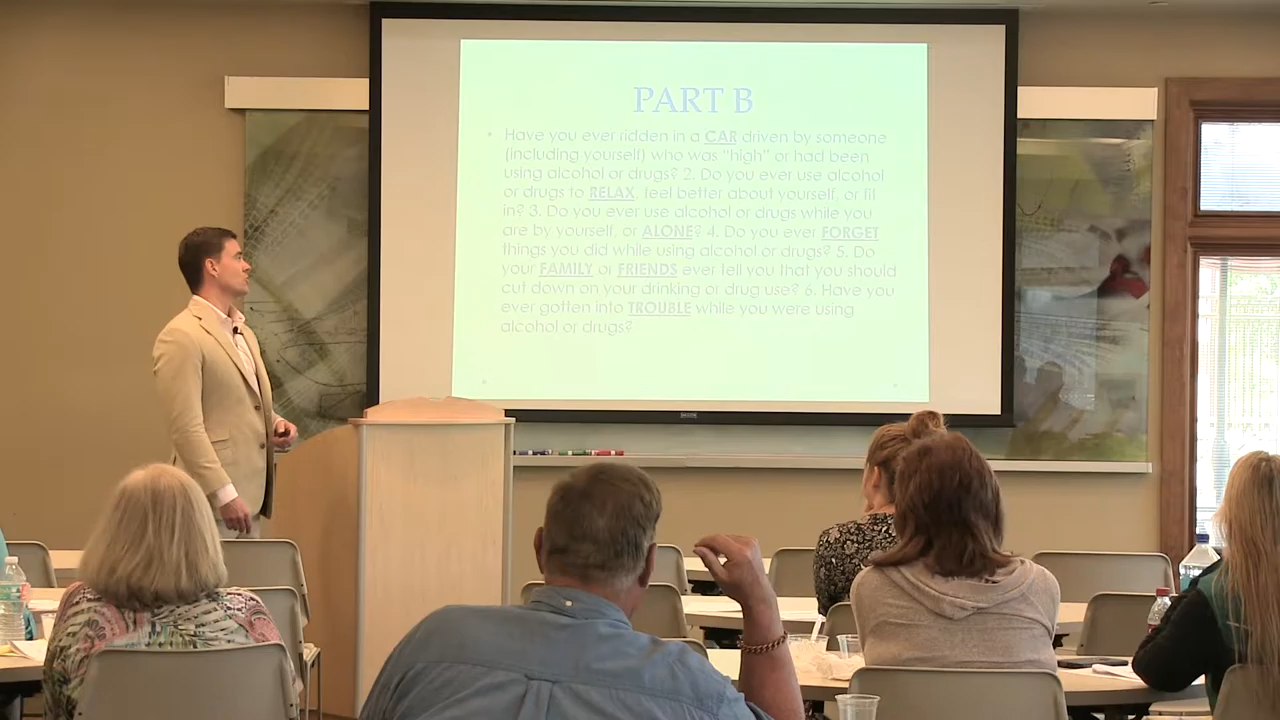 PART B
• Have you ever ridden in a CAR driven by someone
(including yourself) who was "high" or had been
using alcohol or drugs? 2. Do you ever use alcohol
or drugs to RELAX, feel better about yourself, or fit
in? 3. Do you ever use alcohol or drugs while you
are by yourself, or ALONE? 4. Do you ever FORGET
things you did while using alcohol or drugs? 5. Do
your FAMILY or FRIENDS ever tell you that you should
cut down on your drinking or drug use? 6. Have you
ever gotten into TROUBLE while you were using
alcohol or drugs?